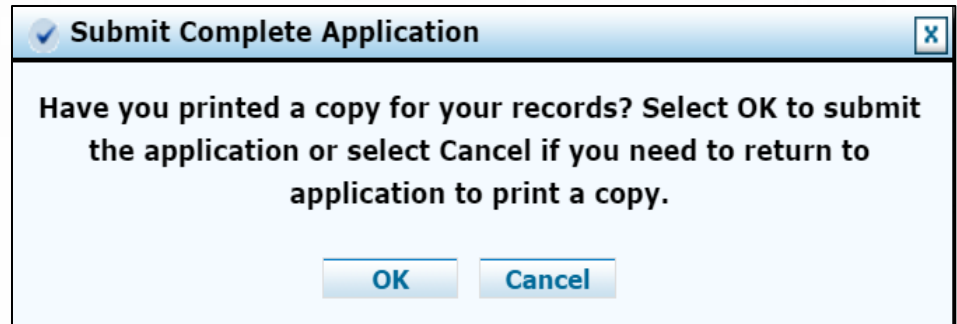 Submit Complete Application
X
Have you printed a copy for your records? Select OK to submit
the application or select Cancel if you need to return to
application to print a copy.
OK Cancel